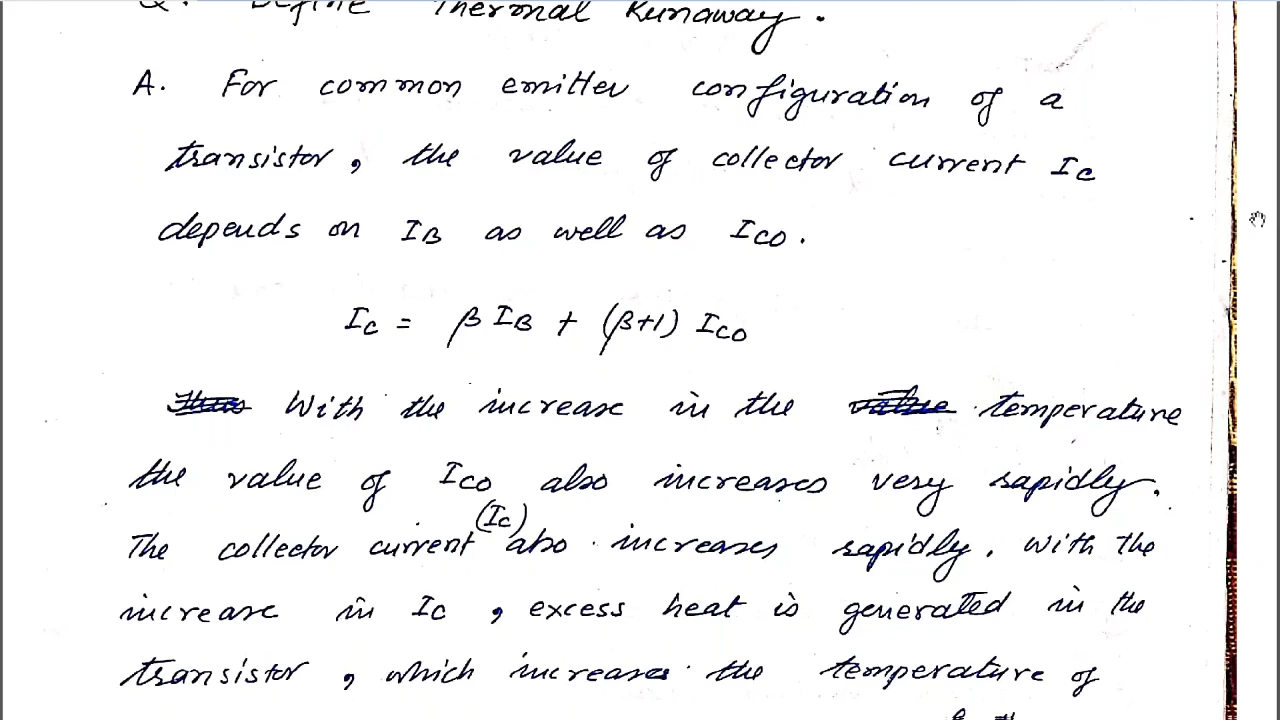 Q. Define Thermal Runaway.
A. For common emitter configuration of a
transistor, the value of collector current IC
depends on IB as well as ICO.
IC = β IB + (β+1) ICO
With the increase in the temperature
the value of ICO also increases very rapidly.
The collector current (IC) also increases rapidly. With the
increase in IC, excess heat is generated in the
transistor, which increases the temperature of